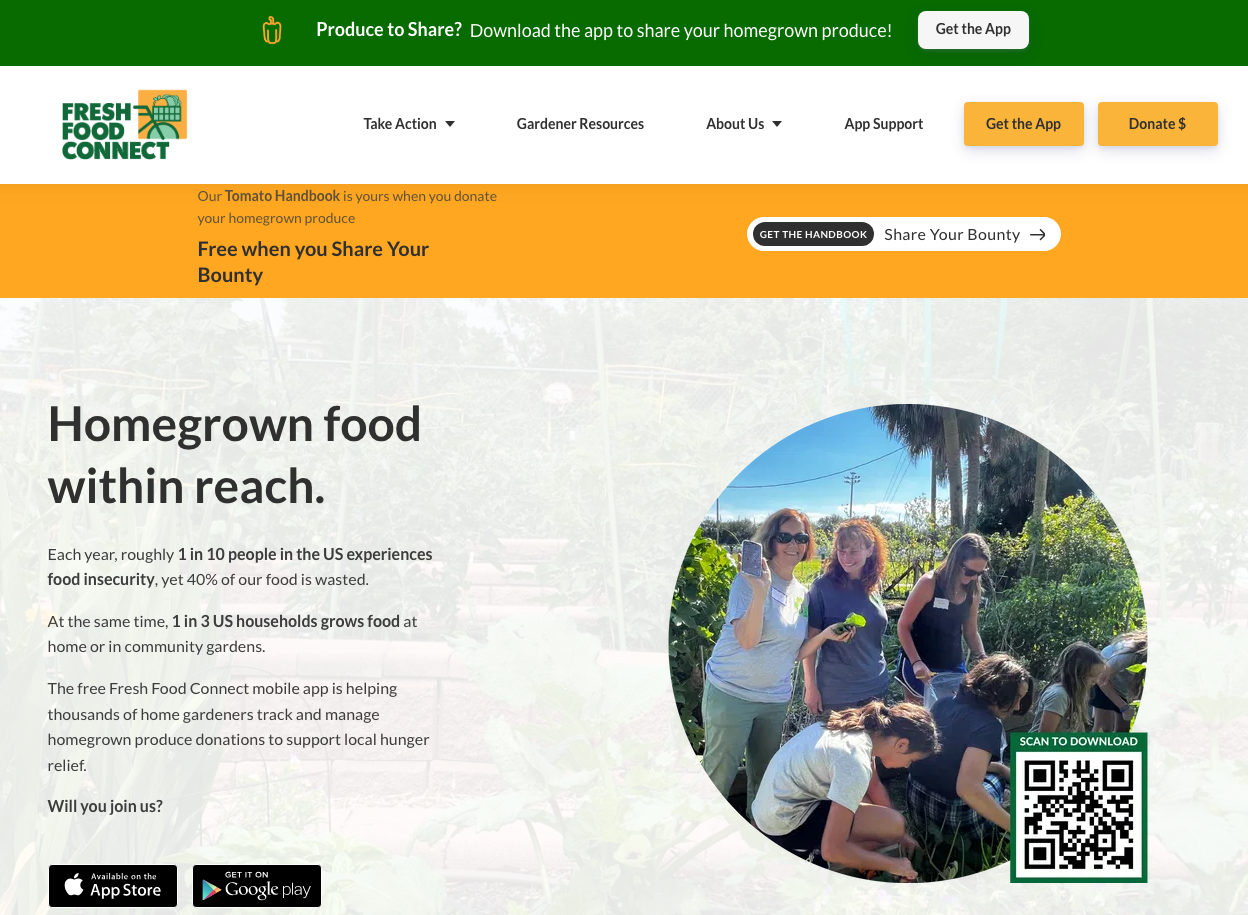 Produce to Share? Download the app to share your homegrown produce! Get the App
FRESH
FOOD
CONNECT
Take Action Gardener Resources About Us App Support Get the App Donate $
Our Tomato Handbook is yours when you donate
your homegrown produce
Free when you Share Your
Bounty
GET THE HANDBOOK Share Your Bounty →
Homegrown food
within reach.
Each year, roughly 1 in 10 people in the US experiences
food insecurity, yet 40% of our food is wasted.
At the same time, 1 in 3 US households grows food at
home or in community gardens.
The free Fresh Food Connect mobile app is helping
thousands of home gardeners track and manage
homegrown produce donations to support local hunger
relief.
Will you join us?
Available on the
App Store
GET IT ON
Google play
SCAN TO DOWNLOAD